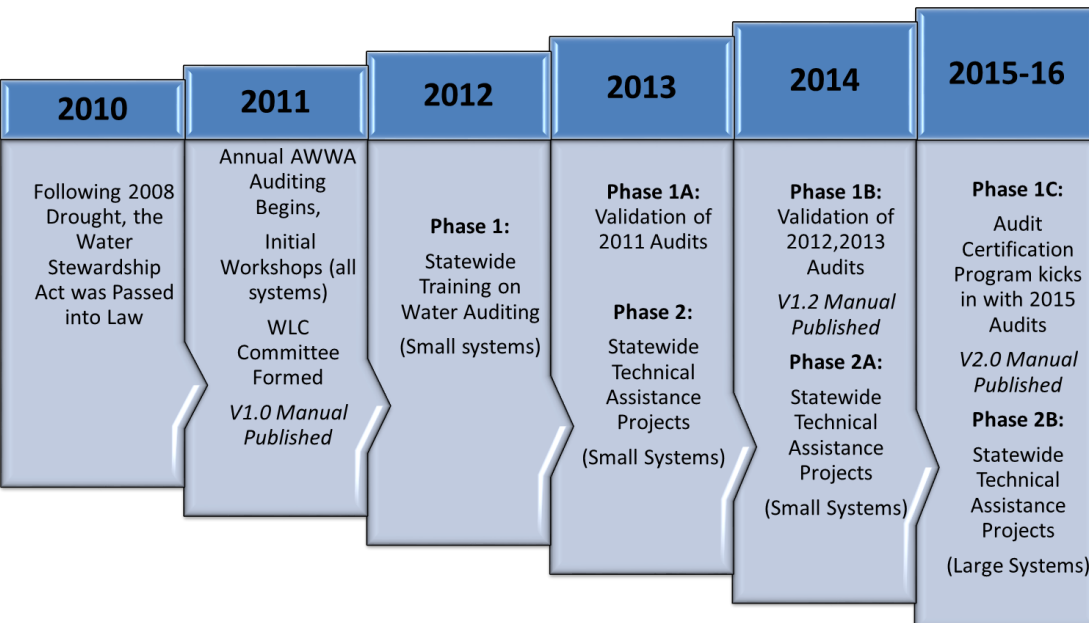 2010
Following 2008
Drought, the
Water
Stewardship
Act was Passed
into Law
2011
Annual AWWA
Auditing
Begins,
Initial
Workshops (all
systems)
WLC
Committee
Formed
V1.0 Manual
Published
2012
Phase 1:
Statewide
Training on
Water Auditing
(Small systems)
2013
Phase 1A:
Validation of
2011 Audits
Phase 2:
Statewide
Technical
Assistance
Projects
(Small Systems)
2014
Phase 1B:
Validation of
2012,2013
Audits
V1.2 Manual
Published
Phase 2A:
Statewide
Technical
Assistance
Projects
(Small Systems)
2015-16
Phase 1C:
Audit
Certification
Program kicks
in with 2015
Audits
V2.0 Manual
Published
Phase 2B:
Statewide
Technical
Assistance
Projects
(Large Systems)